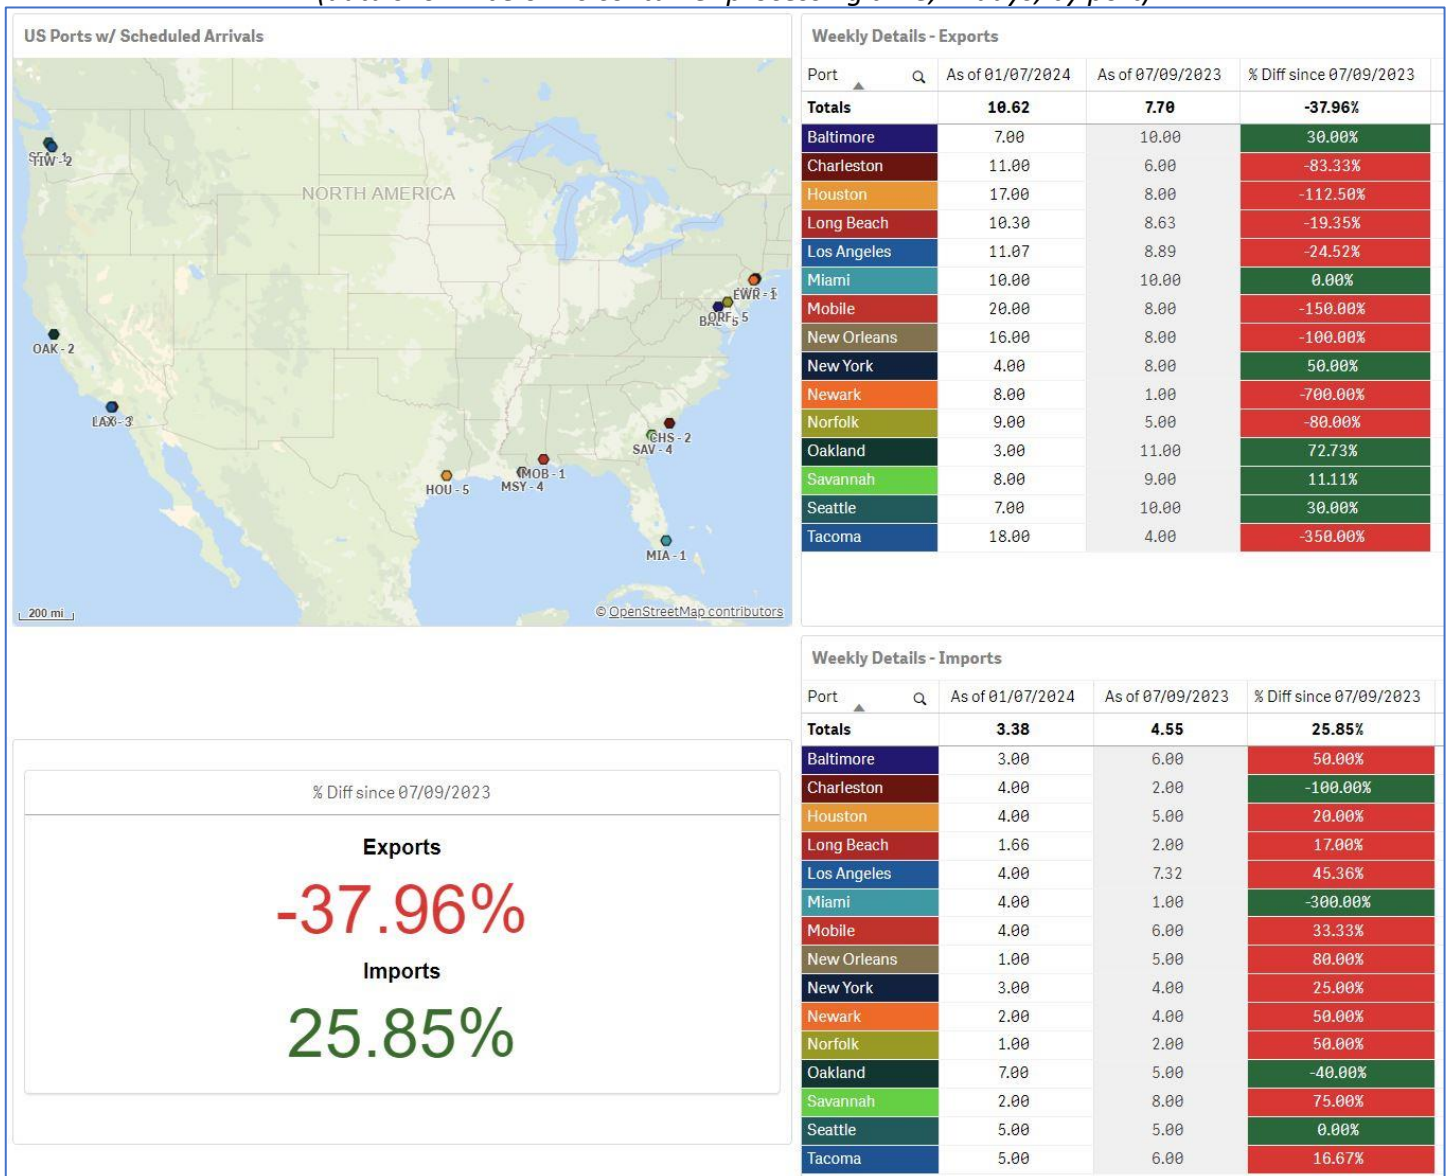 US Ports w/ Scheduled Arrivals
NORTH AMERICA
TIW - 2
OAK - 2
LAX - 3
HOU - 5
MSY - 4
MOB - 1
SAV - 4
CHS - 2
MIA - 1
EWR - 1
ORF - 5
200 mi
© OpenStreetMap contributors
Weekly Details - Exports
Port As of 01/07/2024 As of 07/09/2023 % Diff since 07/09/2023
Totals 10.62 7.70 -37.96%
Baltimore 7.00 10.00 30.00%
Charleston 11.00 6.00 -83.33%
Houston 17.00 8.00 -112.50%
Long Beach 10.30 8.63 -19.35%
Los Angeles 11.07 8.89 -24.52%
Miami 10.00 10.00 0.00%
Mobile 20.00 8.00 -150.00%
New Orleans 16.00 8.00 -100.00%
New York 4.00 8.00 50.00%
Newark 8.00 1.00 -700.00%
Norfolk 9.00 5.00 -80.00%
Oakland 3.00 11.00 72.73%
Savannah 8.00 9.00 11.11%
Seattle 7.00 10.00 30.00%
Tacoma 18.00 4.00 -350.00%
% Diff since 07/09/2023
Exports
-37.96%
Imports
25.85%
Weekly Details - Imports
Port As of 01/07/2024 As of 07/09/2023 % Diff since 07/09/2023
Totals 3.38 4.55 25.85%
Baltimore 3.00 6.00 50.00%
Charleston 4.00 2.00 -100.00%
Houston 4.00 5.00 20.00%
Long Beach 1.66 2.00 17.00%
Los Angeles 4.00 7.32 45.36%
Miami 4.00 1.00 -300.00%
Mobile 4.00 6.00 33.33%
New Orleans 1.00 5.00 80.00%
New York 3.00 4.00 25.00%
Newark 2.00 4.00 50.00%
Norfolk 1.00 2.00 50.00%
Oakland 7.00 5.00 -40.00%
Savannah 2.00 8.00 75.00%
Seattle 5.00 5.00 0.00%
Tacoma 5.00 6.00 16.67%